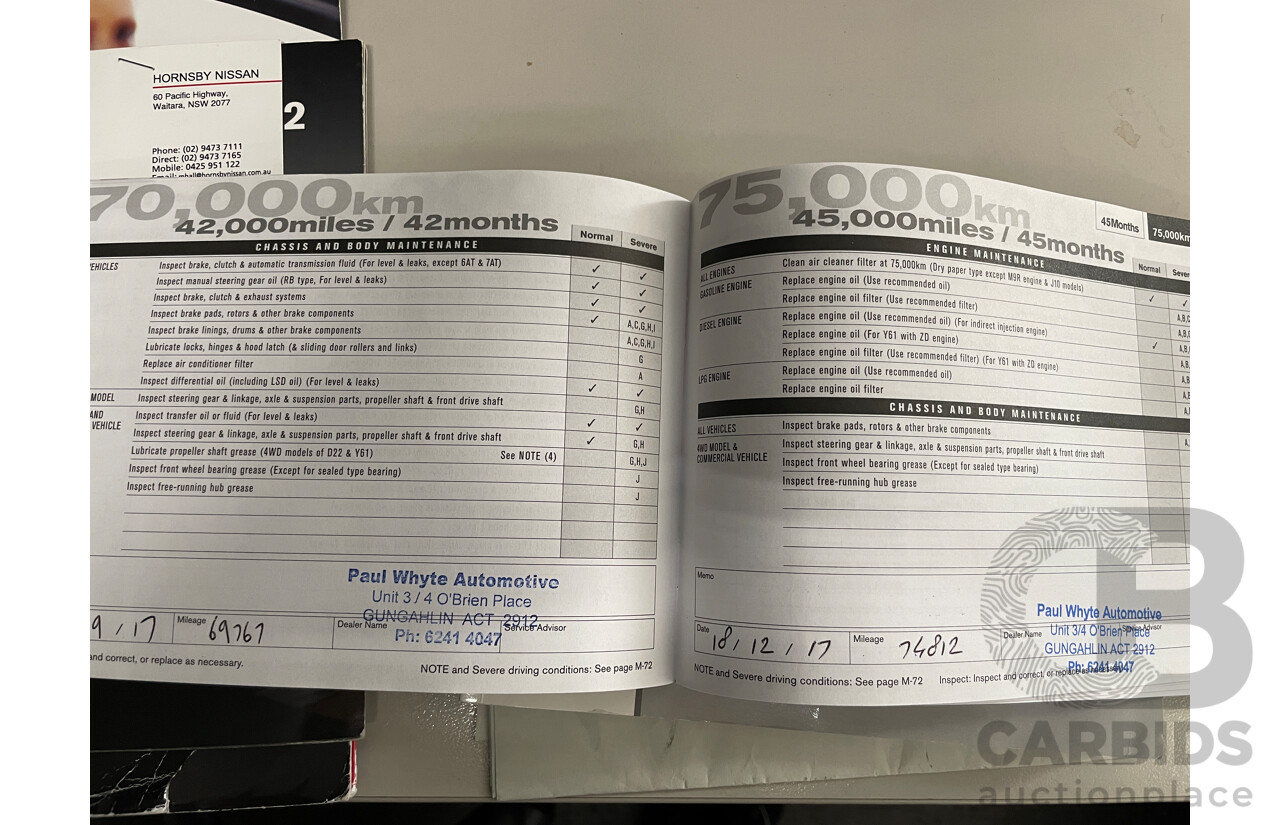 HORNSBY NISSAN
60 Pacific Highway,
Waitara, NSW 2077
2
Phone: (02) 9473 7111
Direct: (02) 9473 7165
Mobile: 0425 951 122
Email: mhall@hornsbynissan.com.au
70,000km
42,000miles / 42months
Normal Severe
CHASSIS AND BODY MAINTENANCE
VEHICLES Inspect brake, clutch & automatic transmission fluid (For level & leaks, except 6AT & 7AT) ✓ ✓
Inspect manual steering gear oil (RB type, For level & leaks) ✓ ✓
Inspect brake, clutch & exhaust systems ✓ ✓
Inspect brake pads, rotors & other brake components ✓ A,C,G,H,I
Inspect brake linings, drums & other brake components A,C,G,H,I
Lubricate locks, hinges & hood latch (& sliding door rollers and links) G
Replace air conditioner filter A
Inspect differential oil (including LSD oil) (For level & leaks) ✓ ✓
MODEL Inspect steering gear & linkage, axle & suspension parts, propeller shaft & front drive shaft G,H
AND
VEHICLE Inspect transfer oil or fluid (For level & leaks) ✓ ✓
Inspect steering gear & linkage, axle & suspension parts, propeller shaft & front drive shaft ✓ G,H
Lubricate propeller shaft grease (4WD models of D22 & Y61) See NOTE (4) G,H,J
Inspect front wheel bearing grease (Except for sealed type bearing) J
Inspect free-running hub grease J
Paul Whyte Automotive
Unit 3 / 4 O'Brien Place
GUNGAHLIN ACT 2912
Ph: 6241 4047
9 / 17 Mileage 69767 Dealer Name Service Advisor
and correct, or replace as necessary.
NOTE and Severe driving conditions: See page M-72
75,000km
45,000miles / 45months
45Months 75,000km
ENGINE MAINTENANCE
Normal Severe
ALL ENGINES Clean air cleaner filter at 75,000km (Dry paper type except M9R engine & J10 models) ✓ ✓
GASOLINE ENGINE Replace engine oil (Use recommended oil)
Replace engine oil filter (Use recommended filter)
DIESEL ENGINE Replace engine oil (Use recommended oil) (For indirect injection engine) ✓
Replace engine oil (For Y61 with ZD engine)
Replace engine oil filter (Use recommended filter) (For Y61 with ZD engine)
LPG ENGINE Replace engine oil (Use recommended oil)
Replace engine oil filter
CHASSIS AND BODY MAINTENANCE
ALL VEHICLES Inspect brake pads, rotors & other brake components
4WD MODEL &
COMMERCIAL VEHICLE Inspect steering gear & linkage, axle & suspension parts, propeller shaft & front drive shaft
Inspect front wheel bearing grease (Except for sealed type bearing)
Inspect free-running hub grease
Memo
Paul Whyte Automotive
Unit 3/4 O'Brien Place
GUNGAHLIN ACT 2912
Ph: 6241 4047
Date 18 / 12 / 17 Mileage 74812 Dealer Name Service Advisor
NOTE and Severe driving conditions: See page M-72 Inspect: Inspect and correct, or replace as necessary.
CB
CARBIDS
auctionplace